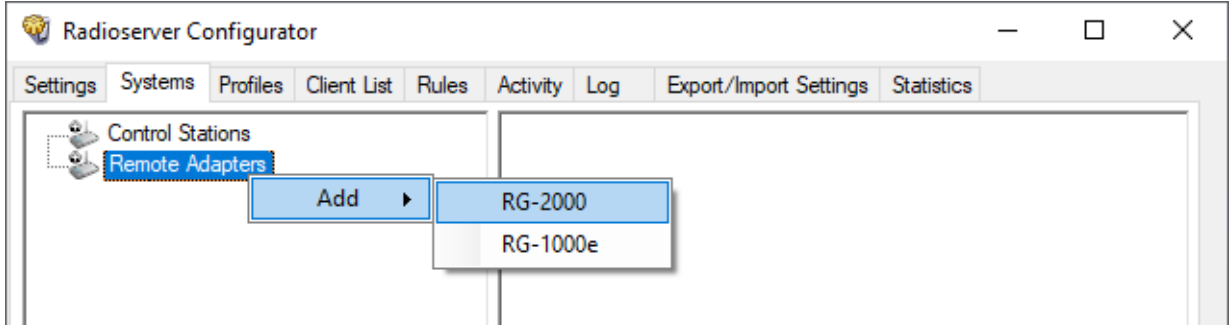 Radioserver Configurator
Settings Systems Profiles Client List Rules Activity Log Export/Import Settings Statistics
Control Stations
Remote Adapters
Add RG-2000
RG-1000e